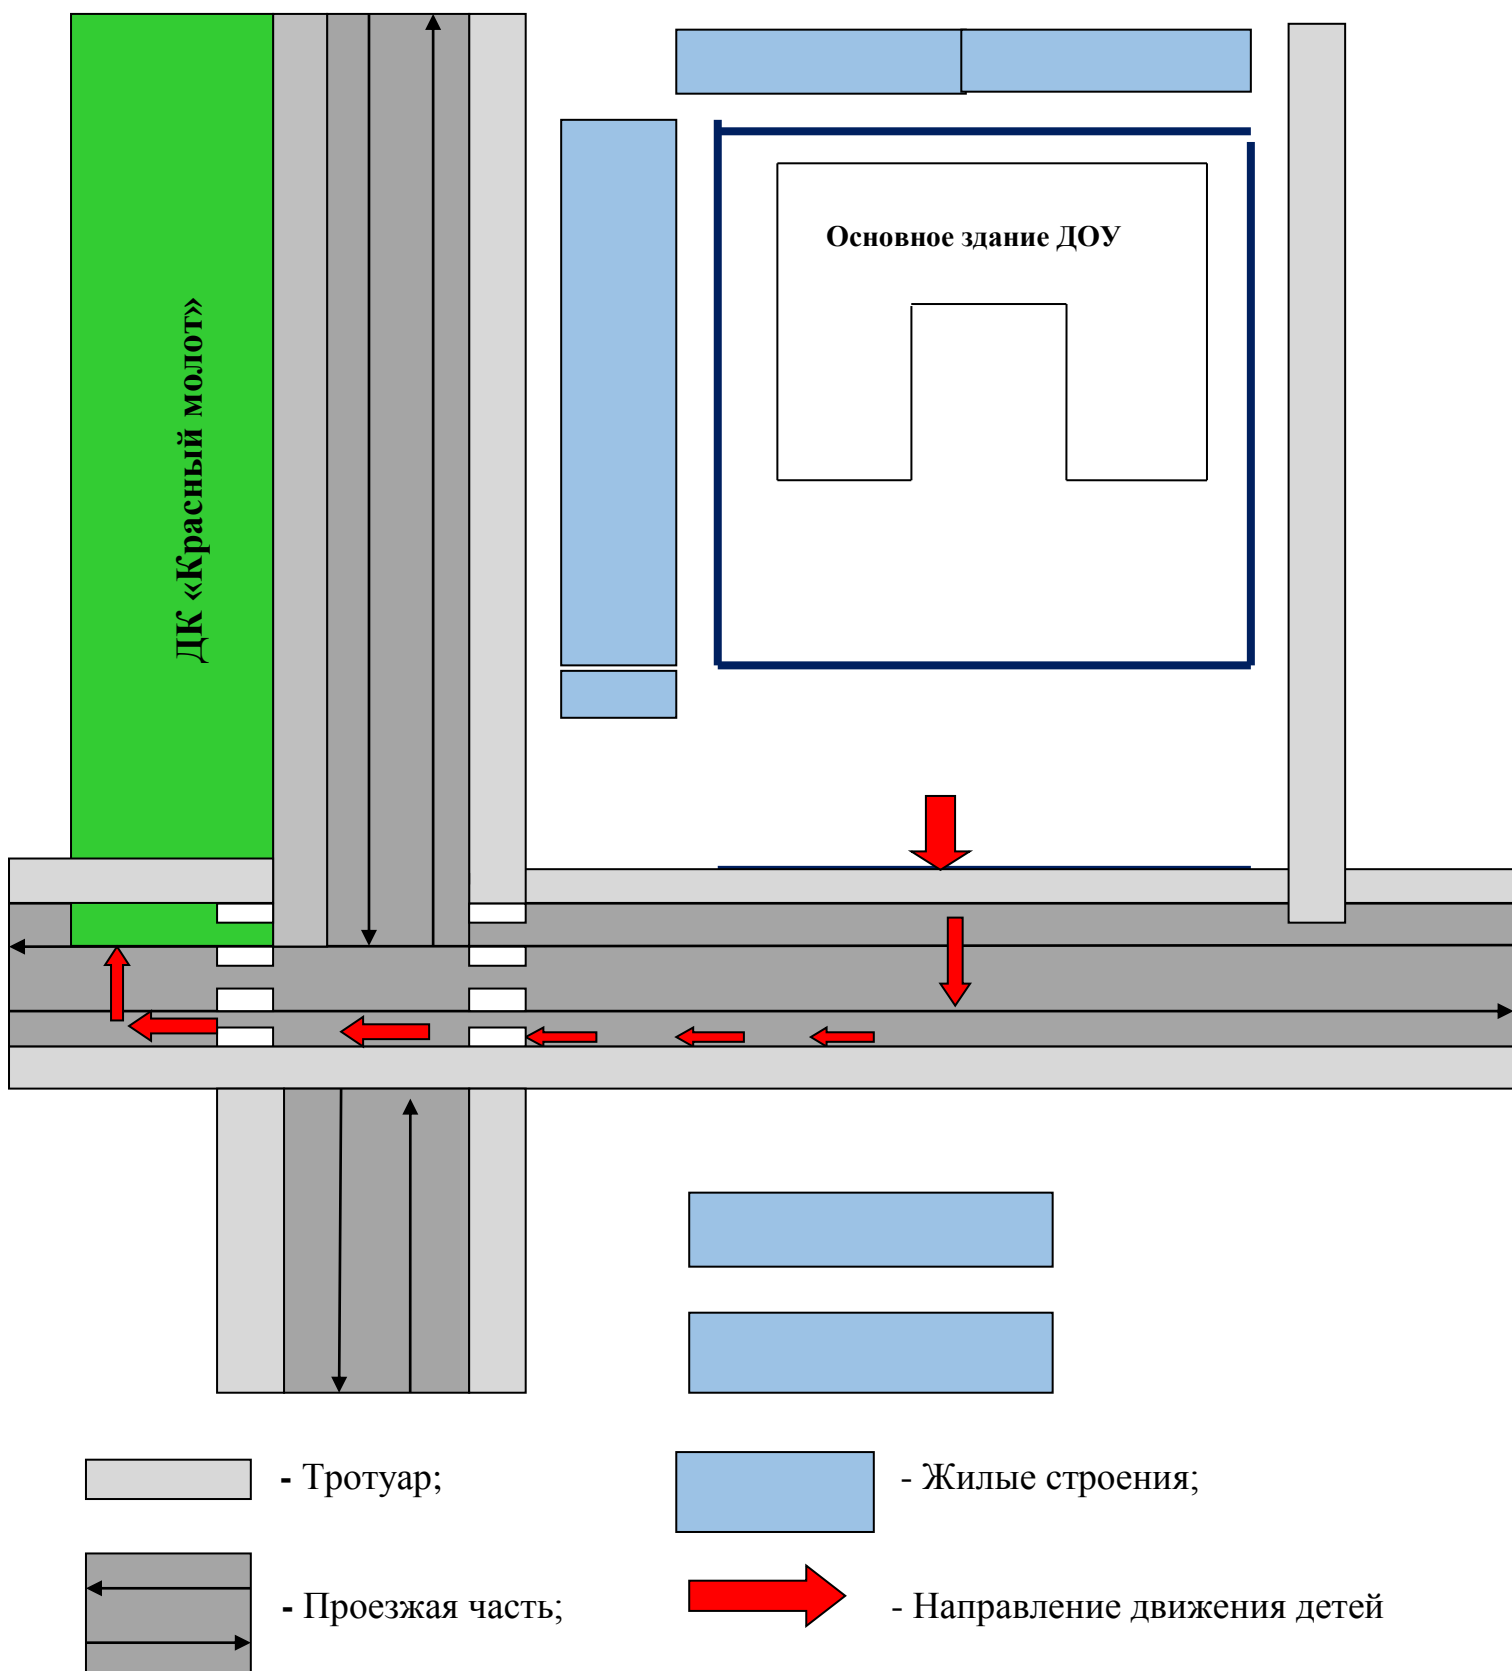 Основное здание ДОУ
ДК «Красный молот»
- Тротуар;
- Жилые строения;
- Проезжая часть;
- Направление движения детей